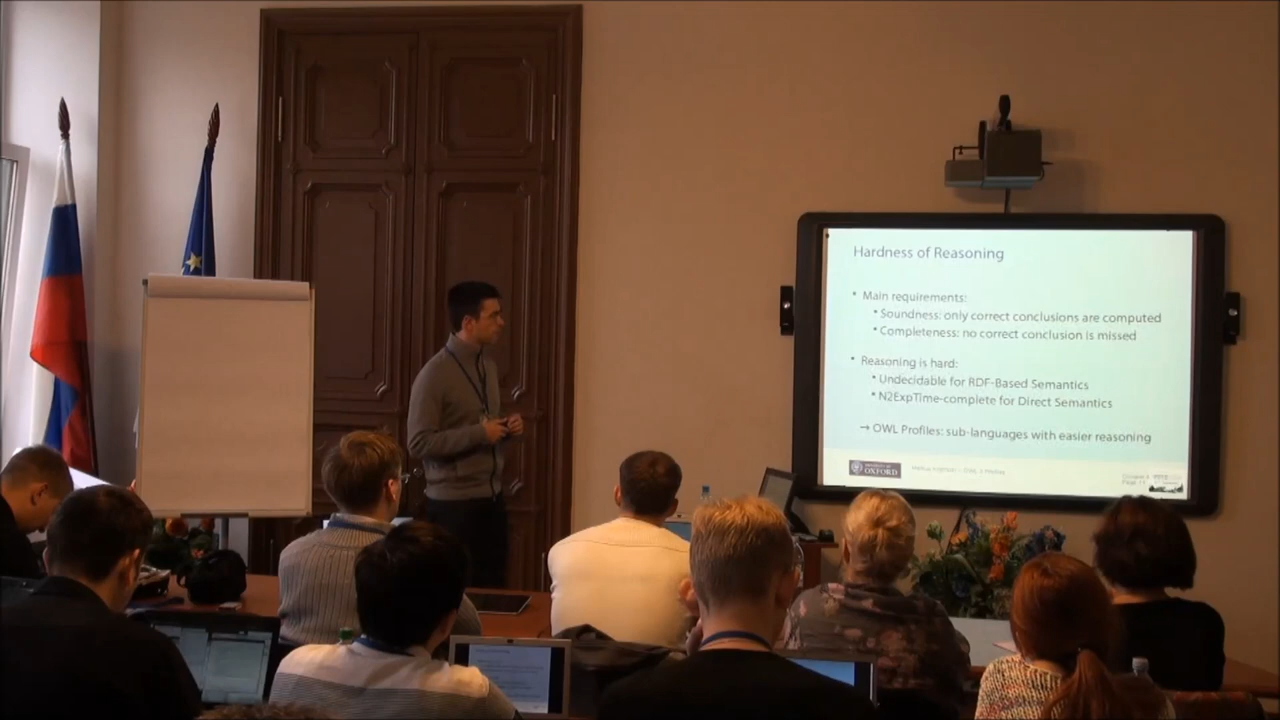 Hardness of Reasoning
• Main requirements:
• Soundness: only correct conclusions are computed
• Completeness: no correct conclusion is missed
• Reasoning is hard:
• Undecidable for RDF-Based Semantics
• N2ExpTime-complete for Direct Semantics
→ OWL Profiles: sub-languages with easier reasoning
UNIVERSITY OF
OXFORD